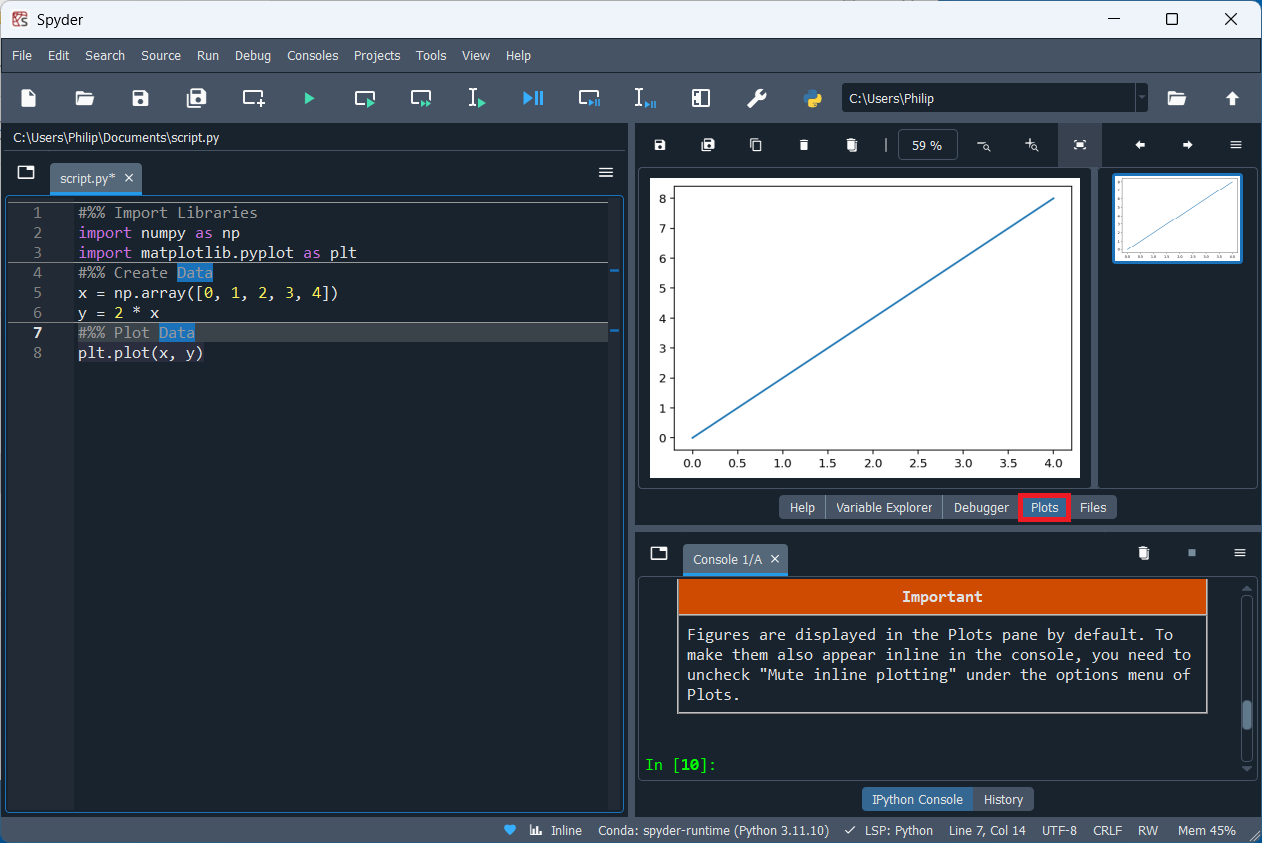 Spyder
File Edit Search Source Run Debug Consoles Projects Tools View Help
C:\Users\Philip
C:\Users\Philip\Documents\script.py
script.py*
1 #%% Import Libraries
2 import numpy as np
3 import matplotlib.pyplot as plt
4 #%% Create Data
5 x = np.array([0, 1, 2, 3, 4])
6 y = 2 * x
7 #%% Plot Data
8 plt.plot(x, y)
59 %
8
7
6
5
4
3
2
1
0
0.0 0.5 1.0 1.5 2.0 2.5 3.0 3.5 4.0
Help Variable Explorer Debugger Plots Files
Console 1/A
Important
Figures are displayed in the Plots pane by default. To
make them also appear inline in the console, you need to
uncheck "Mute inline plotting" under the options menu of
Plots.
In [10]:
IPython Console History
Inline Conda: spyder-runtime (Python 3.11.10) LSP: Python Line 7, Col 14 UTF-8 CRLF RW Mem 45%